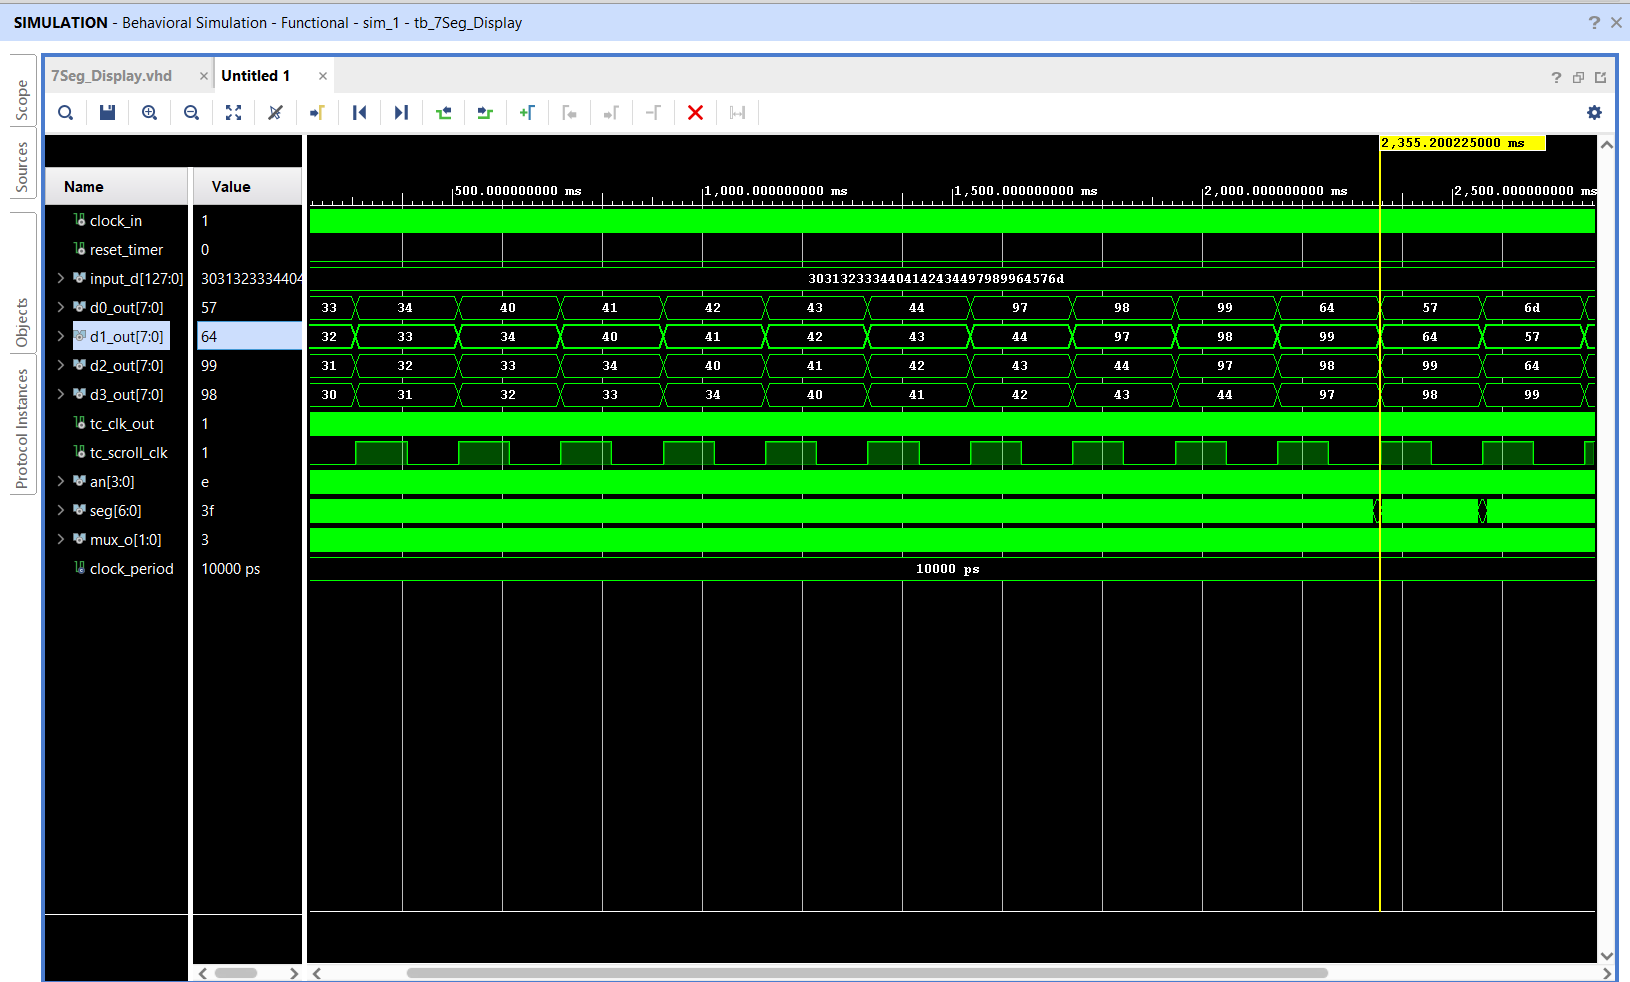 SIMULATION - Behavioral Simulation - Functional - sim_1 - tb_7Seg_Display ? ×
Scope
Sources
Objects
Protocol Instances
7Seg_Display.vhd × Untitled 1 × ?
2,355.200225000 ms
Name Value
500.000000000 ms 1,000.000000000 ms 1,500.000000000 ms 2,000.000000000 ms 2,500.000000000 ms
clock_in 1
reset_timer 0
input_d[127:0] 3031323334404 30313233344041424344979899​64576d
d0_out[7:0] 57 33 34 40 41 42 43 44 97 98 99 64 57 6d
d1_out[7:0] 64 32 33 34 40 41 42 43 44 97 98 99 64 57
d2_out[7:0] 99 31 32 33 34 40 41 42 43 44 97 98 99 64
d3_out[7:0] 98 30 31 32 33 34 40 41 42 43 44 97 98 99
tc_clk_out 1
tc_scroll_clk 1
an[3:0] e
seg[6:0] 3f
mux_o[1:0] 3
clock_period 10000 ps 10000 ps